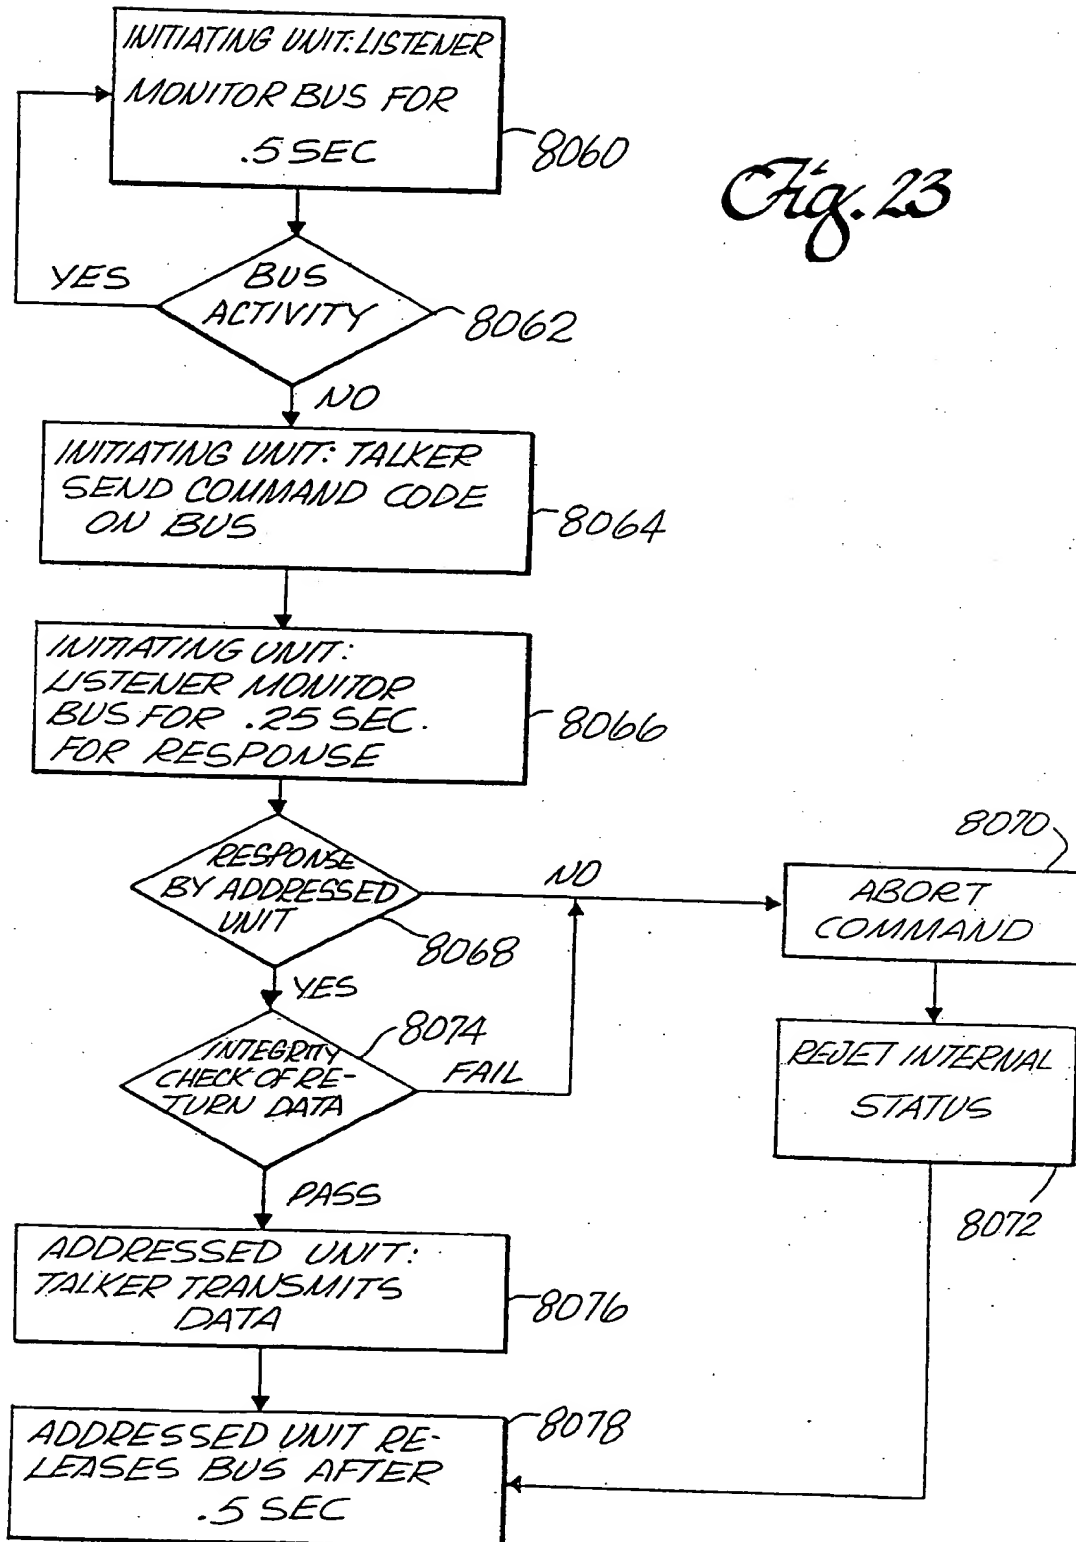 INITIATING UNIT: LISTENER
MONITOR BUS FOR
.5 SEC
8060
Fig. 23
YES
BUS
ACTIVITY
8062
NO
INITIATING UNIT: TALKER
SEND COMMAND CODE
ON BUS
8064
INITIATING UNIT:
LISTENER MONITOR
BUS FOR .25 SEC.
FOR RESPONSE
8066
RESPONSE
BY ADDRESSED
UNIT
8068
NO
8070
ABORT
COMMAND
YES
8074
INTEGRITY
CHECK OF RE-
TURN DATA
FAIL
REJET INTERNAL
STATUS
8072
PASS
ADDRESSED UNIT:
TALKER TRANSMITS
DATA
8076
ADDRESSED UNIT RE-
LEASES BUS AFTER
.5 SEC
8078